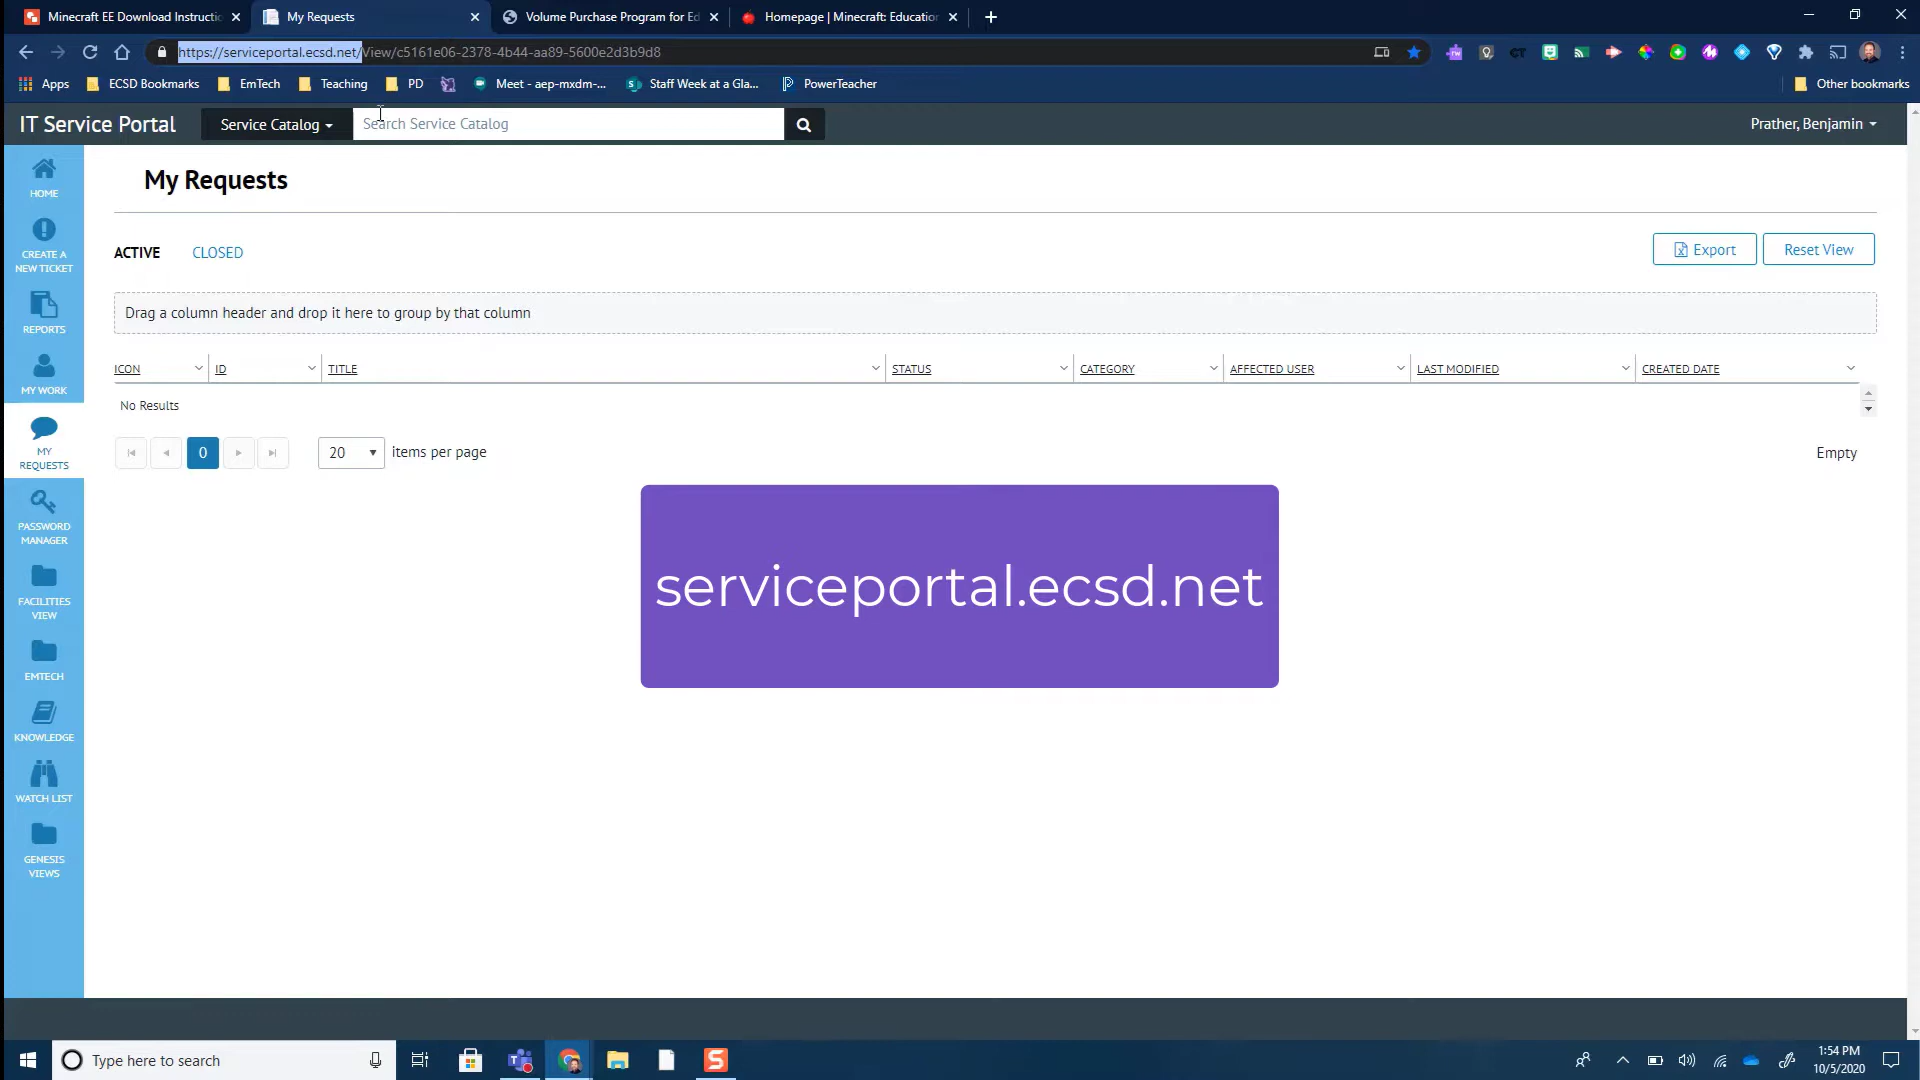 Minecraft EE Download Instructi
My Requests
Volume Purchase Program for Ed
Homepage | Minecraft: Education
https://serviceportal.ecsd.net/View/c5161e06-2378-4b44-aa89-5600e2d3b9d8
Apps
ECSD Bookmarks
EmTech
Teaching
PD
Meet - aep-mxdm-...
Staff Week at a Gla...
PowerTeacher
Other bookmarks
IT Service Portal
Service Catalog
Search Service Catalog
Prather, Benjamin
HOME
CREATE A
NEW TICKET
REPORTS
MY WORK
MY
REQUESTS
PASSWORD
MANAGER
FACILITIES
VIEW
EMTECH
KNOWLEDGE
WATCH LIST
GENESIS
VIEWS
My Requests
ACTIVE
CLOSED
Export
Reset View
Drag a column header and drop it here to group by that column
ICON
ID
TITLE
STATUS
CATEGORY
AFFECTED USER
LAST MODIFIED
CREATED DATE
No Results
0
20
items per page
Empty
serviceportal.ecsd.net
Type here to search
1:54 PM
10/5/2020